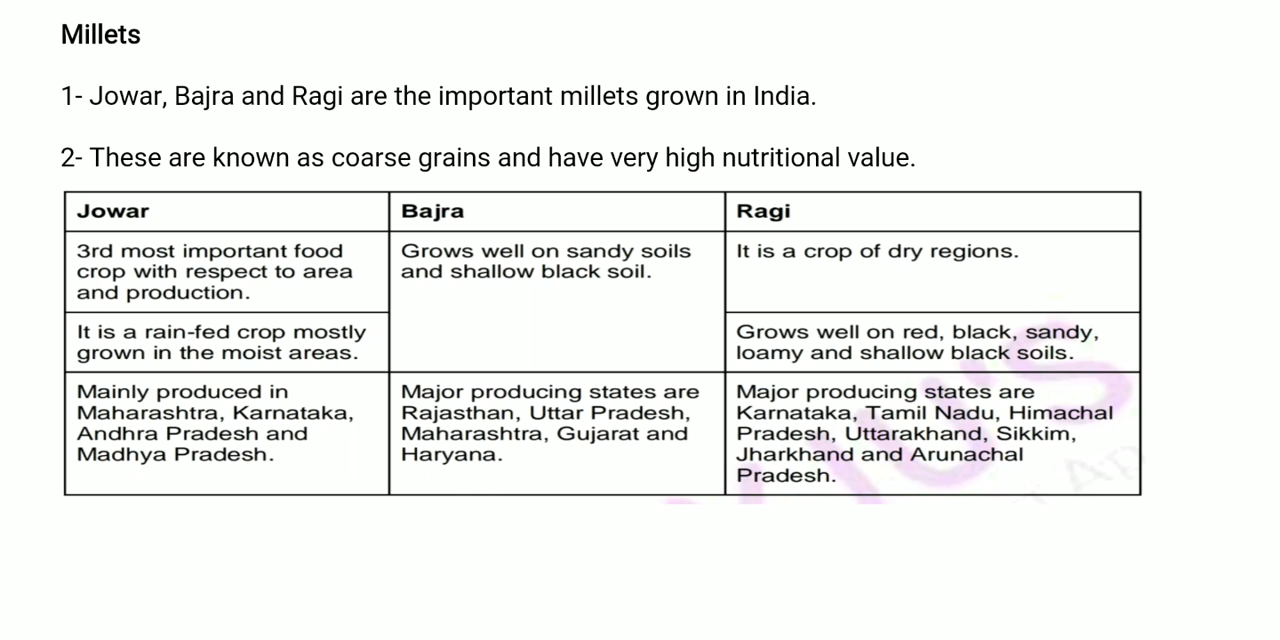 Millets
1- Jowar, Bajra and Ragi are the important millets grown in India.
2- These are known as coarse grains and have very high nutritional value.
Jowar
Bajra
Ragi
3rd most important food
crop with respect to area
and production.
Grows well on sandy soils
and shallow black soil.
It is a crop of dry regions.
It is a rain-fed crop mostly
grown in the moist areas.
Grows well on red, black, sandy,
loamy and shallow black soils.
Mainly produced in
Maharashtra, Karnataka,
Andhra Pradesh and
Madhya Pradesh.
Major producing states are
Rajasthan, Uttar Pradesh,
Maharashtra, Gujarat and
Haryana.
Major producing states are
Karnataka, Tamil Nadu, Himachal
Pradesh, Uttarakhand, Sikkim,
Jharkhand and Arunachal
Pradesh.